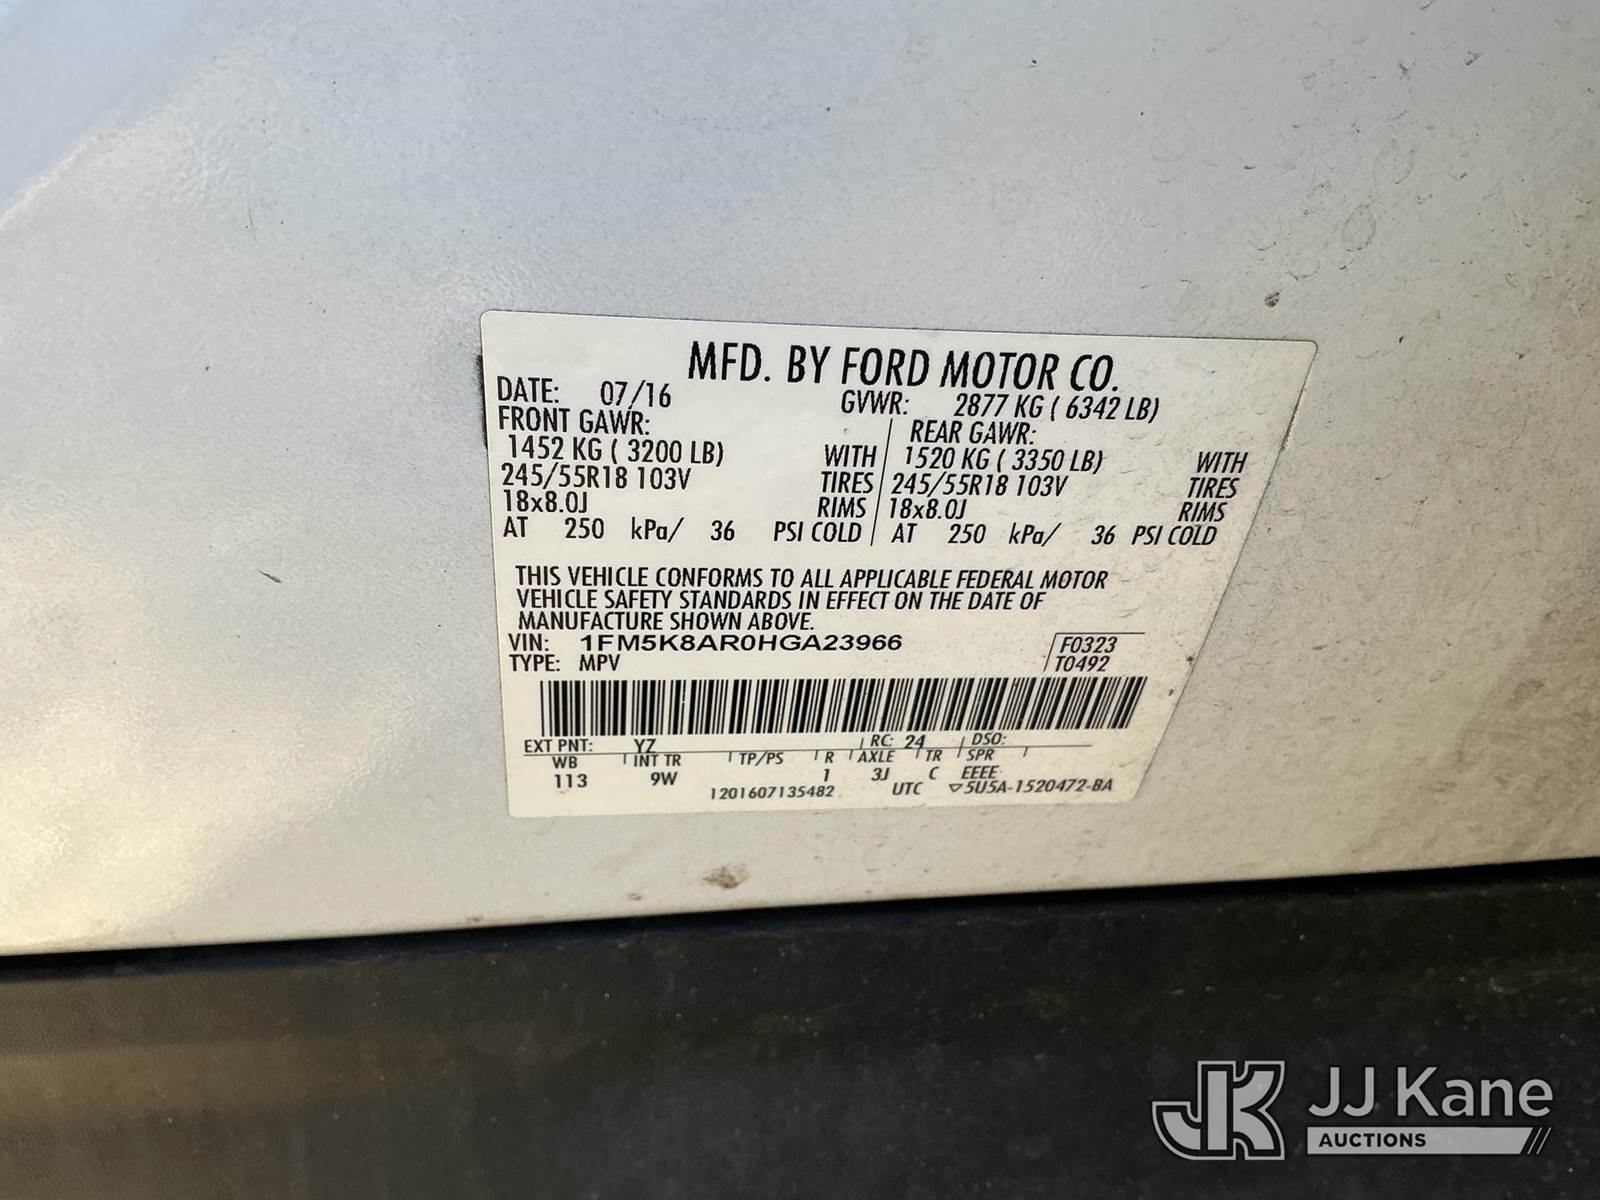 MFD. BY FORD MOTOR CO.
DATE: 07/16 GVWR: 2877 KG ( 6342 LB)
FRONT GAWR: REAR GAWR:
1452 KG ( 3200 LB) WITH 1520 KG ( 3350 LB) WITH
245/55R18 103V TIRES 245/55R18 103V TIRES
18x8.0J RIMS 18x8.0J RIMS
AT 250 kPa/ 36 PSI COLD AT 250 kPa/ 36 PSI COLD
THIS VEHICLE CONFORMS TO ALL APPLICABLE FEDERAL MOTOR
VEHICLE SAFETY STANDARDS IN EFFECT ON THE DATE OF
MANUFACTURE SHOWN ABOVE.
VIN: 1FM5K8AR0HGA23966 F0323
TYPE: MPV T0492
EXT PNT: YZ RC: 24 DSO:
WB INT TR TP/PS R AXLE TR SPR
113 9W 1 3J C EEEE
1201607135482 UTC ▽5U5A-1520472-BA
JK JJ Kane
AUCTIONS